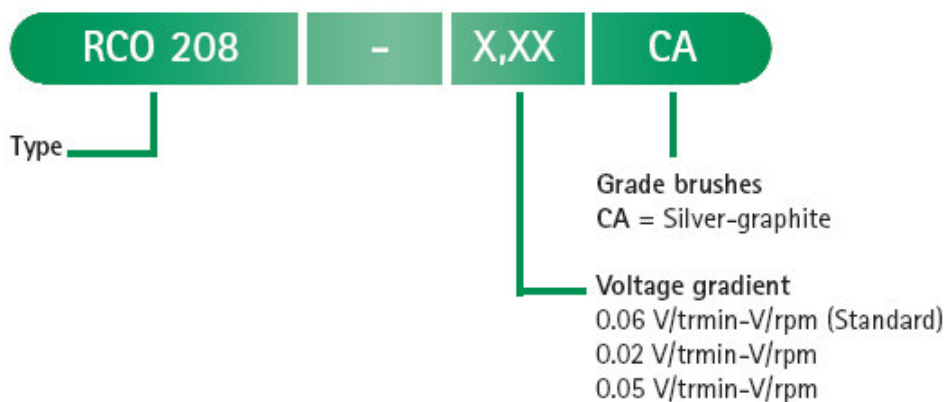 RCO 208 - X,XX CA
Type
Grade brushes
CA = Silver-graphite
Voltage gradient
0.06 V/trmin-V/rpm (Standard)
0.02 V/trmin-V/rpm
0.05 V/trmin-V/rpm